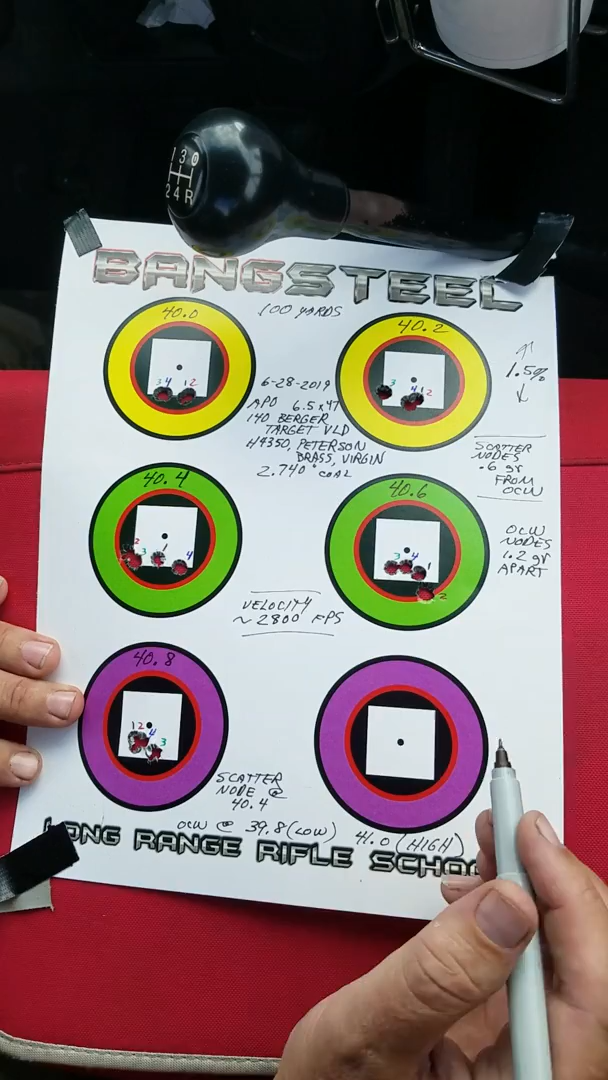 1 3 0
2 4 R
BANGSTEEL
40.0
100 YARDS
40.2
3 4 1 2
3 4 1 2
6-28-2019
APO 6.5x47
140 BERGER
TARGET VLD
H4350, PETERSON
BRASS, VIRGIN
2.740" COAL
1.5%
SCATTER
NODES
.6 gr
FROM
OCW
40.4
40.6
2 3 1 4
3 4 1 2
OCW
NODES
1.2 gr
APART
VELOCITY
~ 2800 FPS
40.8
1 2 4 3
SCATTER
NODE @
40.4
OCW @ 39.8 (LOW) 41.0 (HIGH)
LONG RANGE RIFLE SCHOO